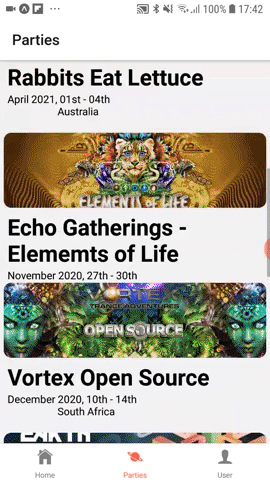 100% 17:42
Parties
Rabbits Eat Lettuce
April 2021, 01st - 04th
Australia
ELEMENTS OF LIFE
Echo Gatherings -
Elememts of Life
November 2020, 27th - 30th
TRANCE ADVENTURES
OPEN SOURCE
Vortex Open Source
December 2020, 10th - 14th
South Africa
EARTH
Home Parties User